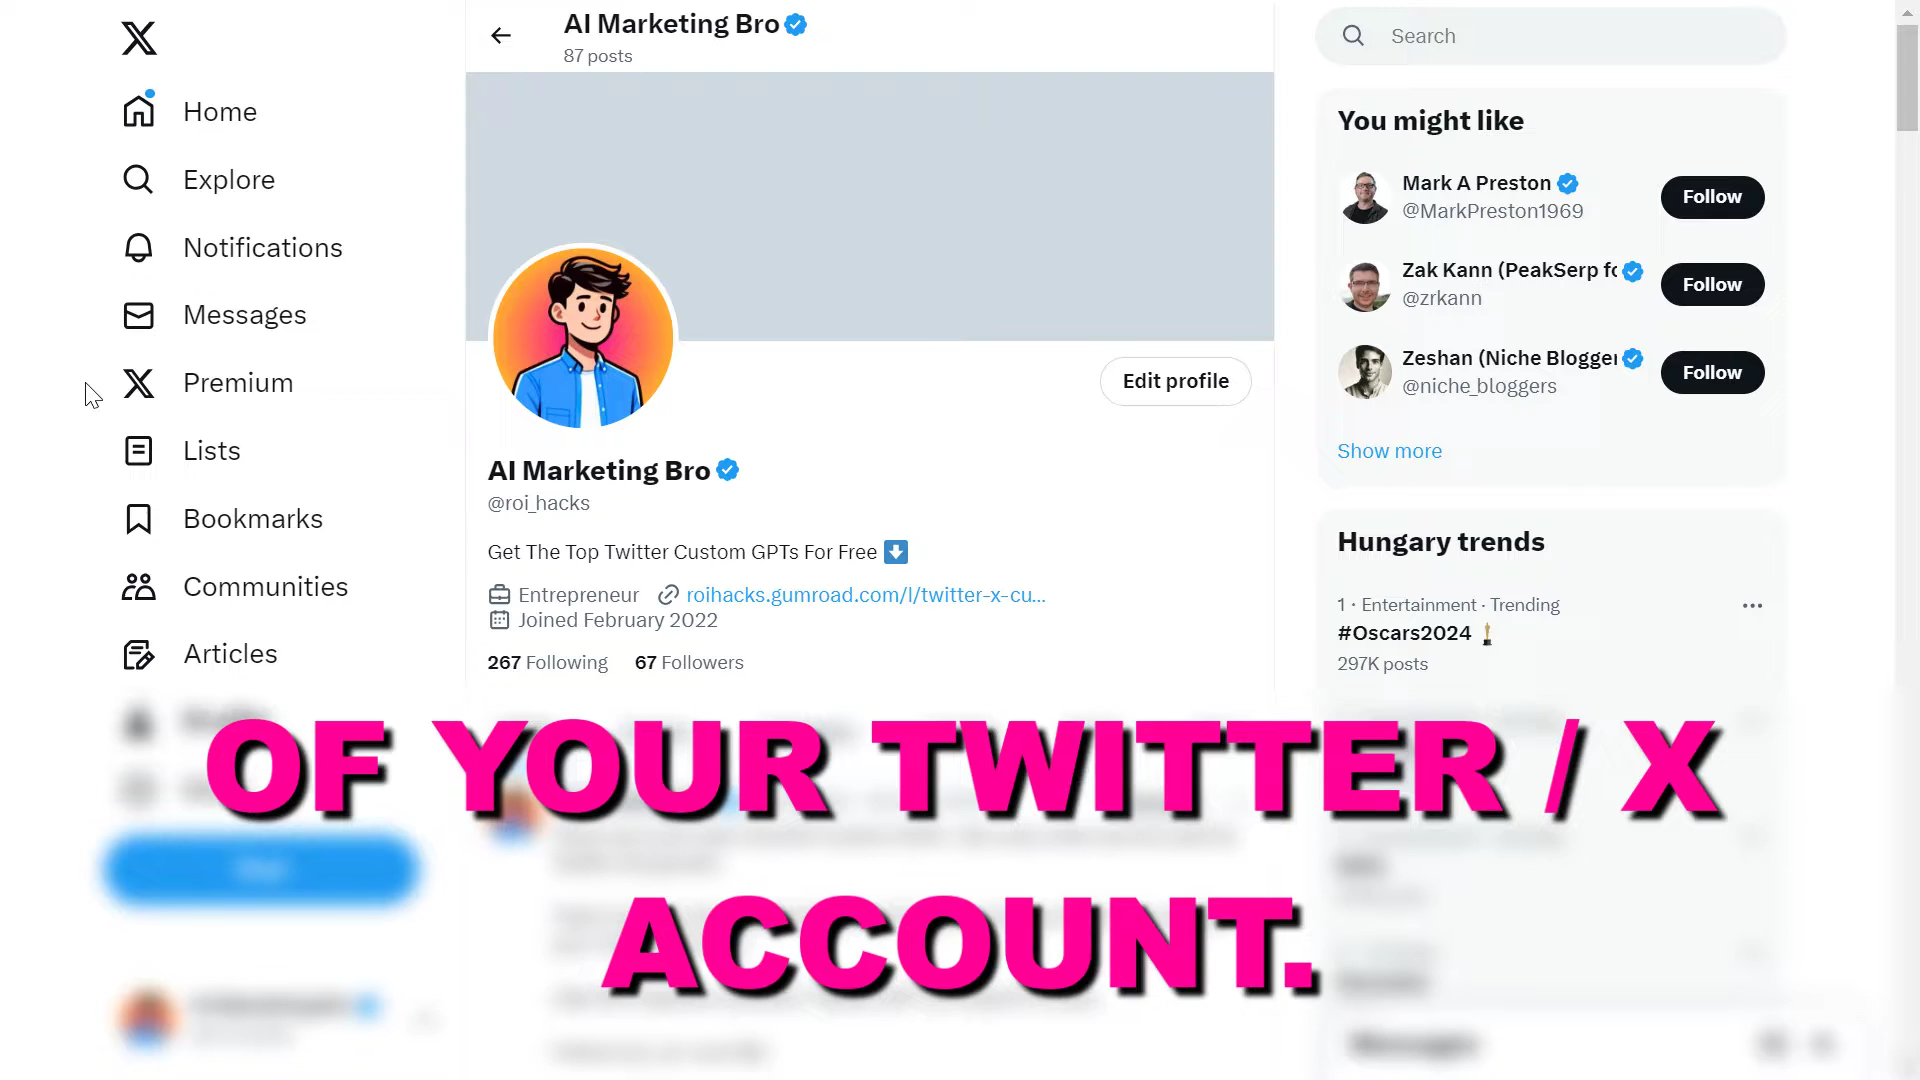 Home
Explore
Notifications
Messages
Premium
Lists
Bookmarks
Communities
Articles
AI Marketing Bro
87 posts
Edit profile
AI Marketing Bro
@roi_hacks
Get The Top Twitter Custom GPTs For Free
Entrepreneur roihacks.gumroad.com/l/twitter-x-cu...
Joined February 2022
267 Following 67 Followers
Search
You might like
Mark A Preston
@MarkPreston1969
Follow
Zak Kann (PeakSerp fo
@zrkann
Follow
Zeshan (Niche Blogger
@niche_bloggers
Follow
Show more
Hungary trends
1 · Entertainment · Trending
#Oscars2024
297K posts
OF YOUR TWITTER / X
ACCOUNT.